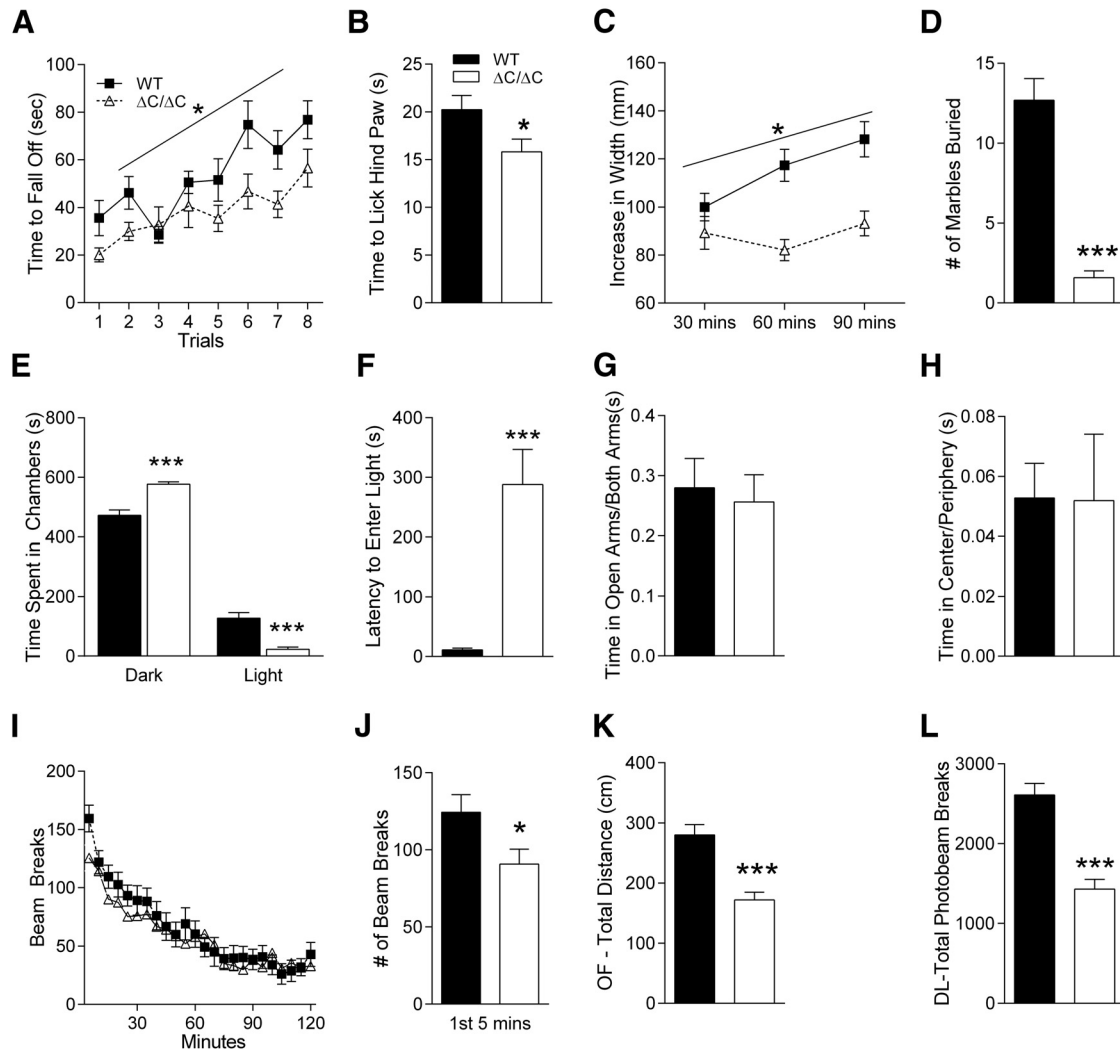 A
Time to Fall Off (sec)
100
80
60
40
20
0
WT
ΔC/ΔC
*
1 2 3 4 5 6 7 8
Trials
B
Time to Lick Hind Paw (s)
25
20
15
10
5
0
WT
ΔC/ΔC
*
C
Increase in Width (mm)
160
140
120
100
80
60
*
30 mins 60 mins 90 mins
D
# of Marbles Buried
15
10
5
0
***
E
Time Spent in Chambers (s)
800
600
400
200
0
***
***
Dark Light
F
Latency to Enter Light (s)
400
300
200
100
0
***
G
Time in Open Arms/Both Arms(s)
0.4
0.3
0.2
0.1
0.0
H
Time in Center/Periphery (s)
0.08
0.06
0.04
0.02
0.00
I
Beam Breaks
200
150
100
50
0
30 60 90 120
Minutes
J
# of Beam Breaks
150
100
50
0
*
1st 5 mins
K
OF - Total Distance (cm)
400
300
200
100
0
***
L
DL-Total Photobeam Breaks
3000
2000
1000
0
***